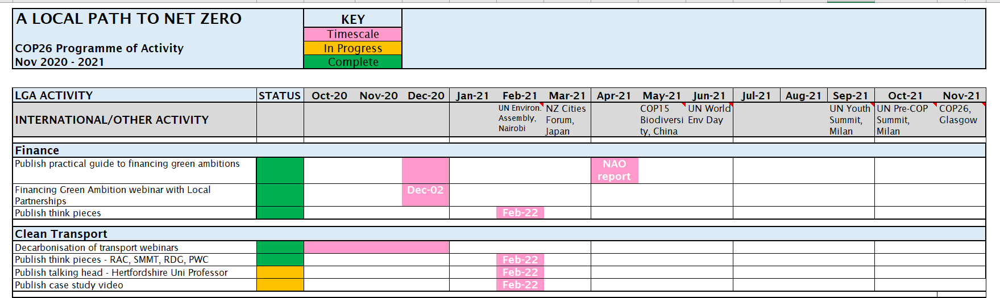 A LOCAL PATH TO NET ZERO
KEY
Timescale
COP26 Programme of Activity
In Progress
Nov 2020 - 2021
Complete
LGA ACTIVITY STATUS Oct-20 Nov-20 Dec-20 Jan-21 Feb-21 Mar-21 Apr-21 May-21 Jun-21 Jul-21 Aug-21 Sep-21 Oct-21 Nov-21
INTERNATIONAL/OTHER ACTIVITY
UN Environ.
Assembly,
Nairobi
NZ Cities
Forum,
Japan
COP15
Biodiversi
ty, China
UN World
Env Day
UN Youth
Summit,
Milan
UN Pre-COP
Summit,
Milan
COP26,
Glasgow
Finance
Publish practical guide to financing green ambitions
NAO
report
Financing Green Ambition webinar with Local
Partnerships
Dec-02
Publish think pieces Feb-22
Clean Transport
Decarbonisation of transport webinars
Publish think pieces - RAC, SMMT, RDG, PWC Feb-22
Publish talking head - Hertfordshire Uni Professor Feb-22
Publish case study video Feb-22